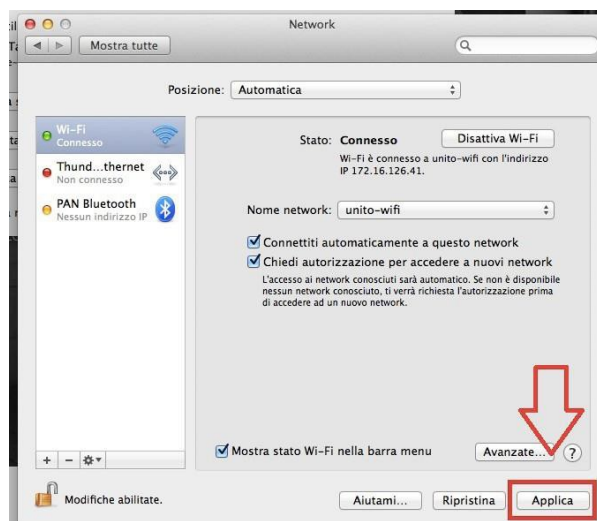 Network
Mostra tutte
Posizione: Automatica
Wi-Fi
Connesso
Thund...thernet
Non connesso
PAN Bluetooth
Nessun indirizzo IP
Stato: Connesso
Disattiva Wi-Fi
Wi-Fi è connesso a unito-wifi con l'indirizzo
IP 172.16.126.41.
Nome network: unito-wifi
Connettiti automaticamente a questo network
Chiedi autorizzazione per accedere a nuovi network
L'accesso ai network conosciuti sarà automatico. Se non è disponibile
nessun network conosciuto, ti verrà richiesta l'autorizzazione prima
di accedere ad un nuovo network.
Mostra stato Wi-Fi nella barra menu
Avanzate...
?
+ −
Modifiche abilitate.
Aiutami...
Ripristina
Applica